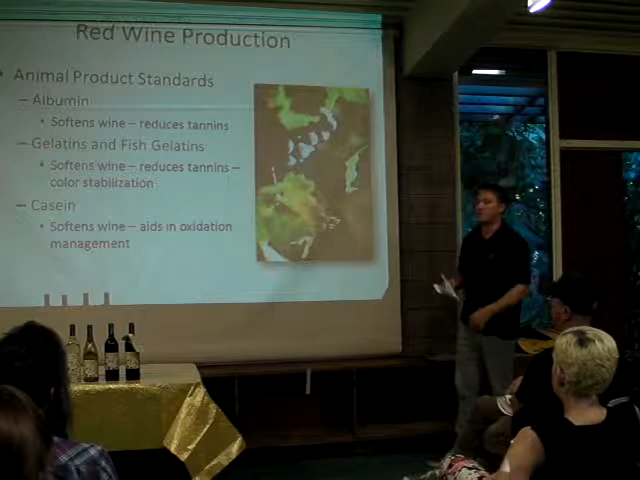 Red Wine Production
• Animal Product Standards
– Albumin
• Softens wine – reduces tannins
– Gelatins and Fish Gelatins
• Softens wine – reduces tannins –
color stabilization
– Casein
• Softens wine – aids in oxidation
management